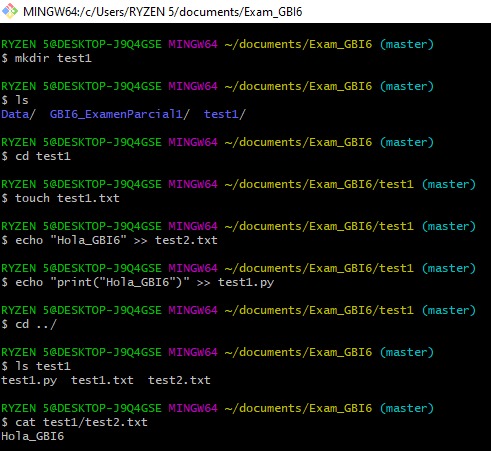 MINGW64:/c/Users/RYZEN 5/documents/Exam_GBI6
RYZEN 5@DESKTOP-J9Q4GSE MINGW64 ~/documents/Exam_GBI6 (master)
$ mkdir test1
RYZEN 5@DESKTOP-J9Q4GSE MINGW64 ~/documents/Exam_GBI6 (master)
$ ls
Data/  GBI6_ExamenParcial1/  test1/
RYZEN 5@DESKTOP-J9Q4GSE MINGW64 ~/documents/Exam_GBI6 (master)
$ cd test1
RYZEN 5@DESKTOP-J9Q4GSE MINGW64 ~/documents/Exam_GBI6/test1 (master)
$ touch test1.txt
RYZEN 5@DESKTOP-J9Q4GSE MINGW64 ~/documents/Exam_GBI6/test1 (master)
$ echo "Hola_GBI6" >> test2.txt
RYZEN 5@DESKTOP-J9Q4GSE MINGW64 ~/documents/Exam_GBI6/test1 (master)
$ echo "print("Hola_GBI6")" >> test1.py
RYZEN 5@DESKTOP-J9Q4GSE MINGW64 ~/documents/Exam_GBI6/test1 (master)
$ cd ../
RYZEN 5@DESKTOP-J9Q4GSE MINGW64 ~/documents/Exam_GBI6 (master)
$ ls test1
test1.py  test1.txt  test2.txt
RYZEN 5@DESKTOP-J9Q4GSE MINGW64 ~/documents/Exam_GBI6 (master)
$ cat test1/test2.txt
Hola_GBI6